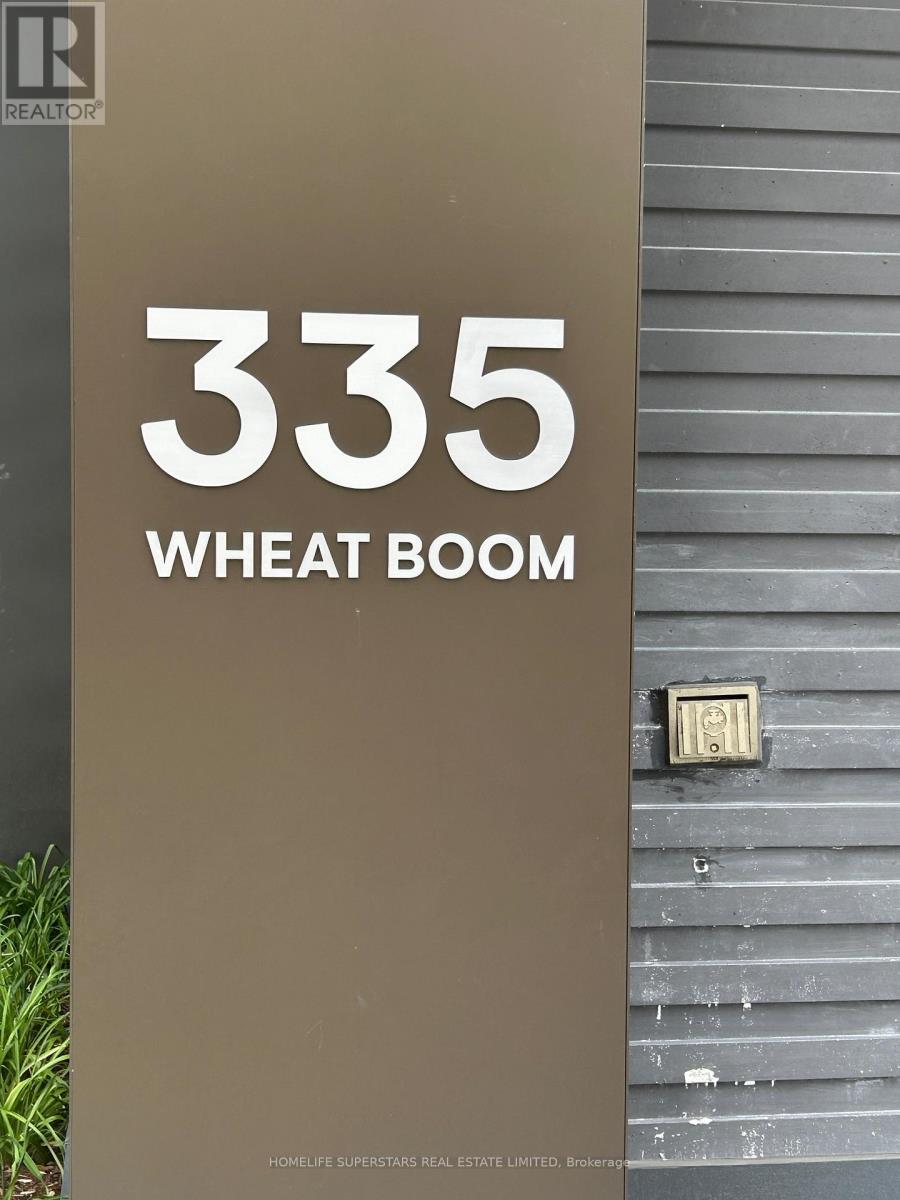 R
REALTOR®
335
WHEAT BOOM
HOMELIFE SUPERSTARS REAL ESTATE LIMITED, Brokerage